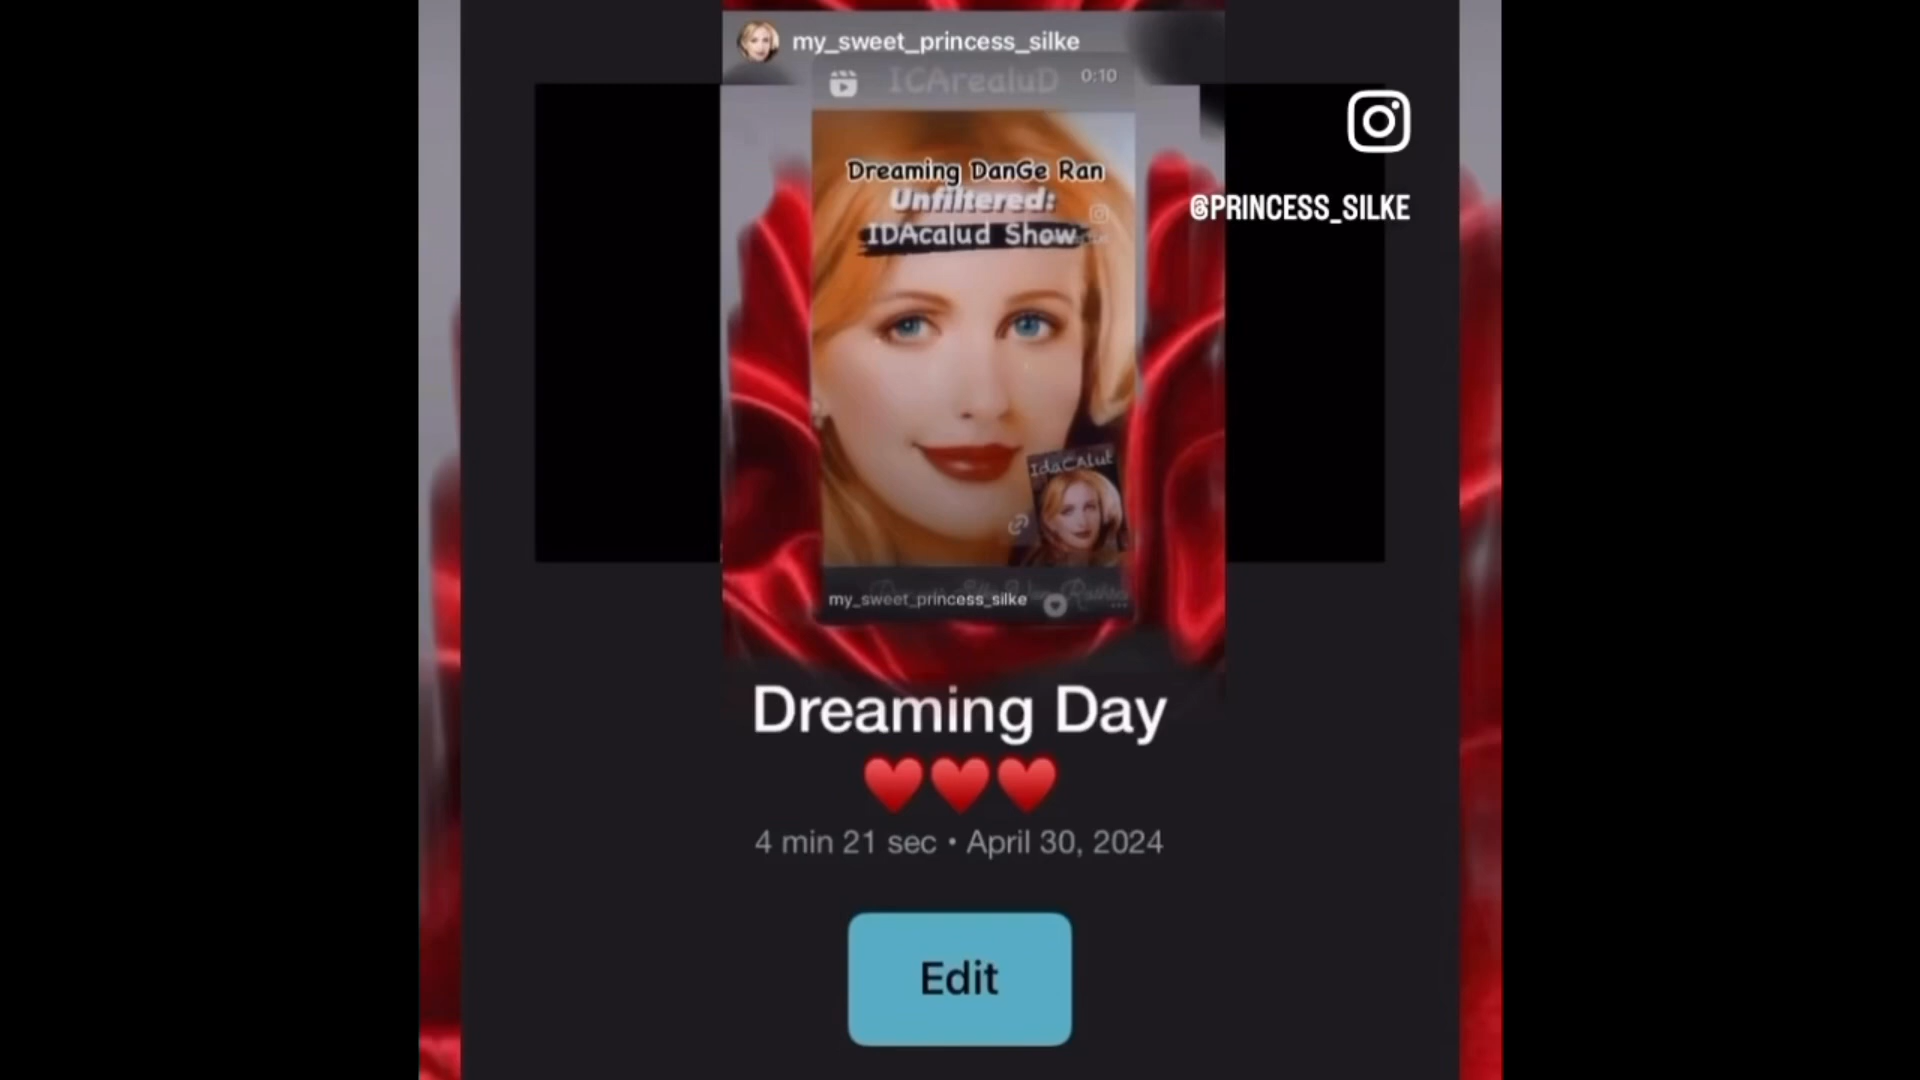 my_sweet_princess_silke
ICArealuD
0:10
@PRINCESS_SILKE
Dreaming DanGe Ran
Unfiltered:
IDAcalud Show
IdaCAlut
my_sweet_princess_silke
Dreaming Day
♥️♥️♥️
4 min 21 sec • April 30, 2024
Edit